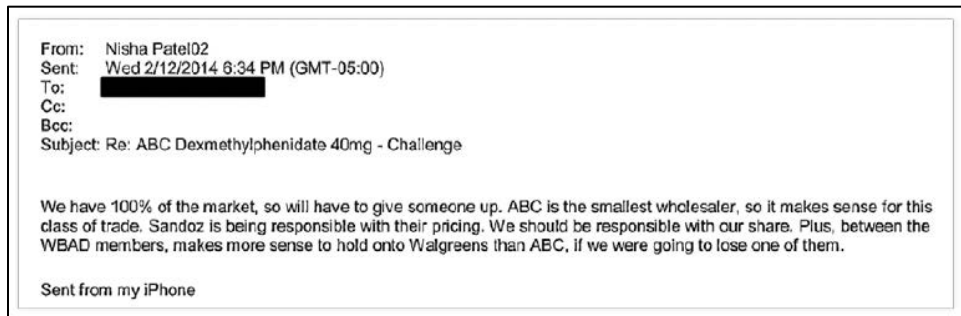 From: Nisha Patel02
Sent: Wed 2/12/2014 6:34 PM (GMT-05:00)
To:
Cc:
Bcc:
Subject: Re: ABC Dexmethylphenidate 40mg - Challenge
We have 100% of the market, so will have to give someone up. ABC is the smallest wholesaler, so it makes sense for this
class of trade. Sandoz is being responsible with their pricing. We should be responsible with our share. Plus, between the
WBAD members, makes more sense to hold onto Walgreens than ABC, if we were going to lose one of them.
Sent from my iPhone